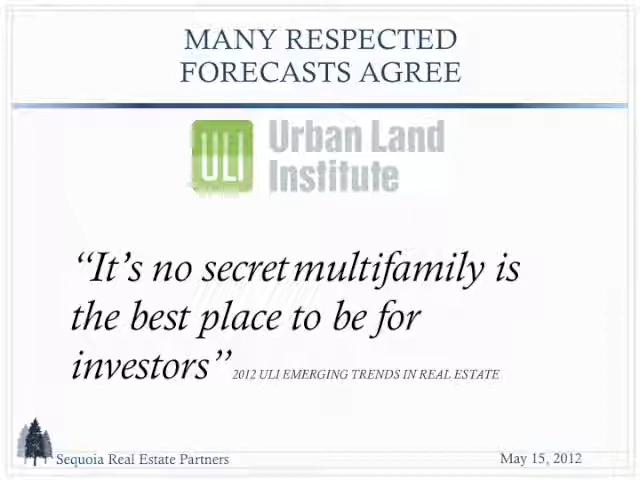 MANY RESPECTED
FORECASTS AGREE
ULI Urban Land
Institute
“It’s no secret multifamily is
the best place to be for
investors” 2012 ULI EMERGING TRENDS IN REAL ESTATE
Sequoia Real Estate Partners May 15, 2012